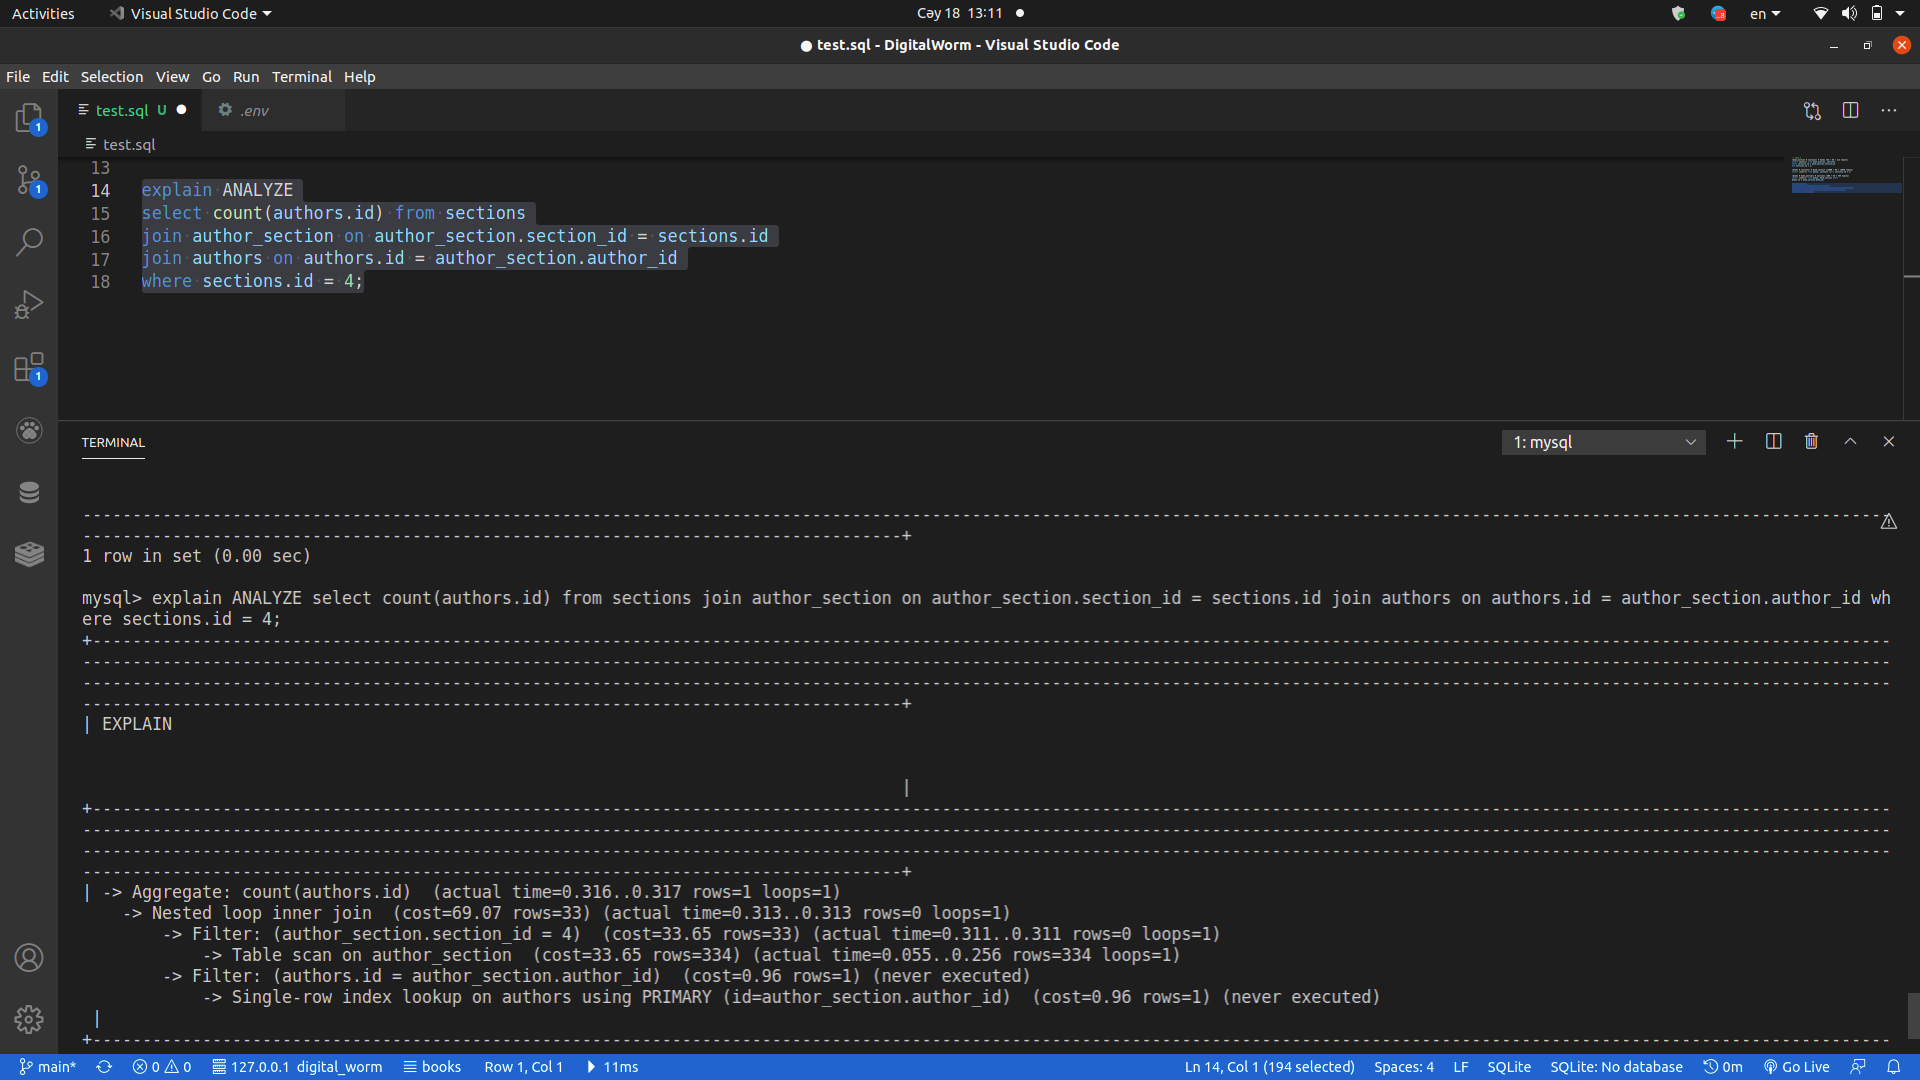 Activities Visual Studio Code Cəy 18 13:11 en
test.sql - DigitalWorm - Visual Studio Code
File Edit Selection View Go Run Terminal Help
test.sql U .env
test.sql
13
14 explain ANALYZE
15 select count(authors.id) from sections
16 join author_section on author_section.section_id = sections.id
17 join authors on authors.id = author_section.author_id
18 where sections.id = 4;
1
1
1
TERMINAL 1: mysql
--------------------------------------------------------------------------------
----------------------------------------------------------------------------------+
1 row in set (0.00 sec)
mysql> explain ANALYZE select count(authors.id) from sections join author_section on author_section.section_id = sections.id join authors on authors.id = author_section.author_id wh
ere sections.id = 4;
+-------------------------------------------------------------------------------
--------------------------------------------------------------------------------
--------------------------------------------------------------------------------
----------------------------------------------------------------------------------+
| EXPLAIN
|
+-------------------------------------------------------------------------------
--------------------------------------------------------------------------------
--------------------------------------------------------------------------------
----------------------------------------------------------------------------------+
| -> Aggregate: count(authors.id) (actual time=0.316..0.317 rows=1 loops=1)
-> Nested loop inner join (cost=69.07 rows=33) (actual time=0.313..0.313 rows=0 loops=1)
-> Filter: (author_section.section_id = 4) (cost=33.65 rows=33) (actual time=0.311..0.311 rows=0 loops=1)
-> Table scan on author_section (cost=33.65 rows=334) (actual time=0.055..0.256 rows=334 loops=1)
-> Filter: (authors.id = author_section.author_id) (cost=0.96 rows=1) (never executed)
-> Single-row index lookup on authors using PRIMARY (id=author_section.author_id) (cost=0.96 rows=1) (never executed)
|
+-------------------------------------------------------------------------------
main* 0 0 127.0.0.1 digital_worm books Row 1, Col 1 11ms Ln 14, Col 1 (194 selected) Spaces: 4 LF SQLite SQLite: No database 0m Go Live